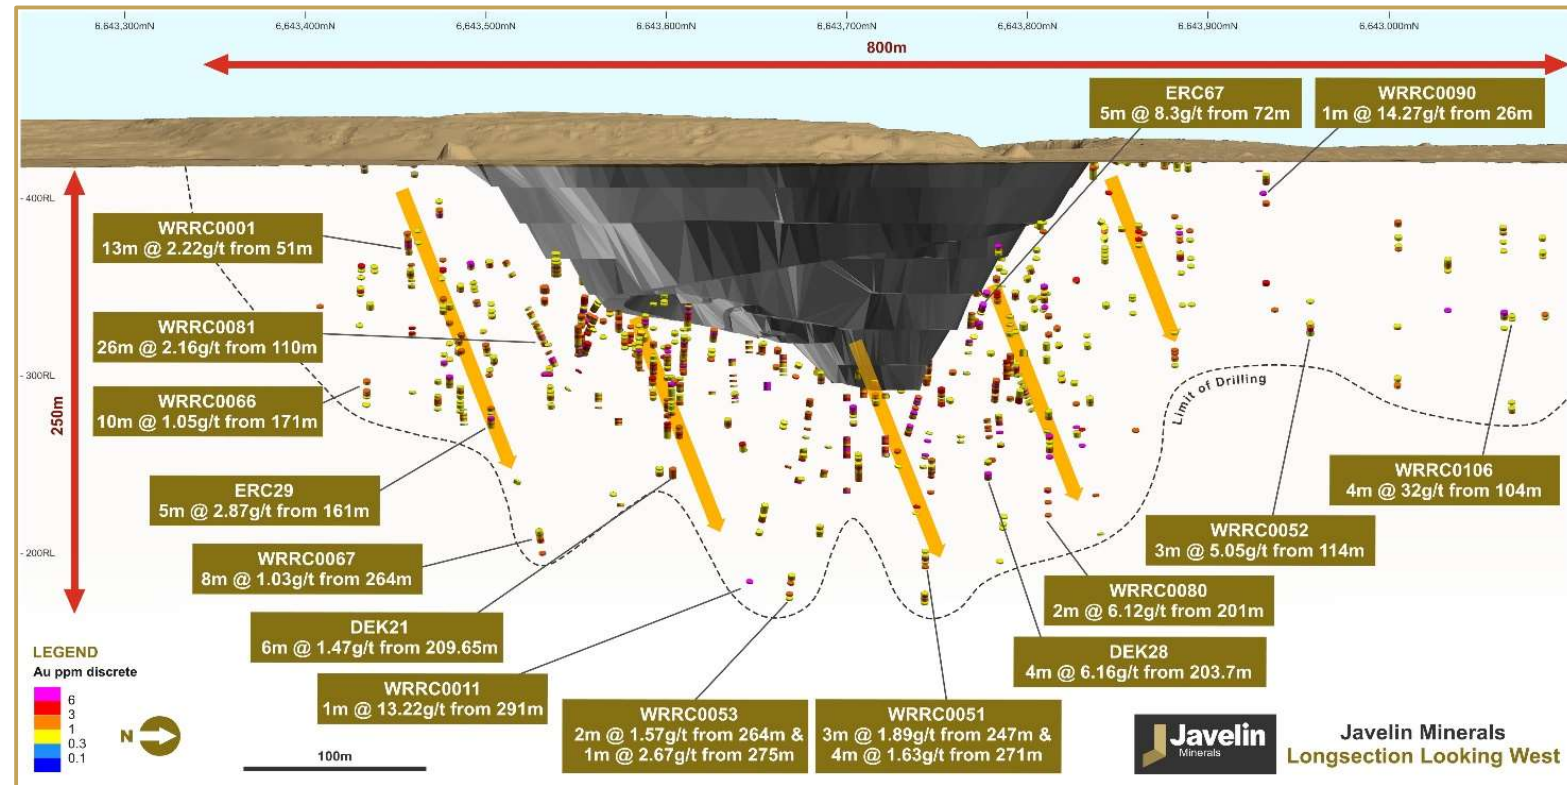 6,643,300mN
6,643,400mN
6,643,500mN
6,643,600mN
6,643,700mN
6,643,800mN
6,643,900mN
6,643,000mN
800m
ERC67
5m @ 8.3g/t from 72m
WRRC0090
1m @ 14.27g/t from 26m
- 400RL
WRRC0001
13m @ 2.22g/t from 51m
WRRC0081
26m @ 2.16g/t from 110m
- 300RL
WRRC0066
10m @ 1.05g/t from 171m
250m
Limit of Drilling
ERC29
5m @ 2.87g/t from 161m
WRRC0106
4m @ 32g/t from 104m
WRRC0052
3m @ 5.05g/t from 114m
- 200RL
WRRC0067
8m @ 1.03g/t from 264m
WRRC0080
2m @ 6.12g/t from 201m
DEK21
6m @ 1.47g/t from 209.65m
DEK28
4m @ 6.16g/t from 203.7m
WRRC0011
1m @ 13.22g/t from 291m
WRRC0053
2m @ 1.57g/t from 264m &
1m @ 2.67g/t from 275m
WRRC0051
3m @ 1.89g/t from 247m &
4m @ 1.63g/t from 271m
LEGEND
Au ppm discrete
6
3
1
0.3
0.1
N
100m
Javelin
Minerals
Javelin Minerals
Longsection Looking West